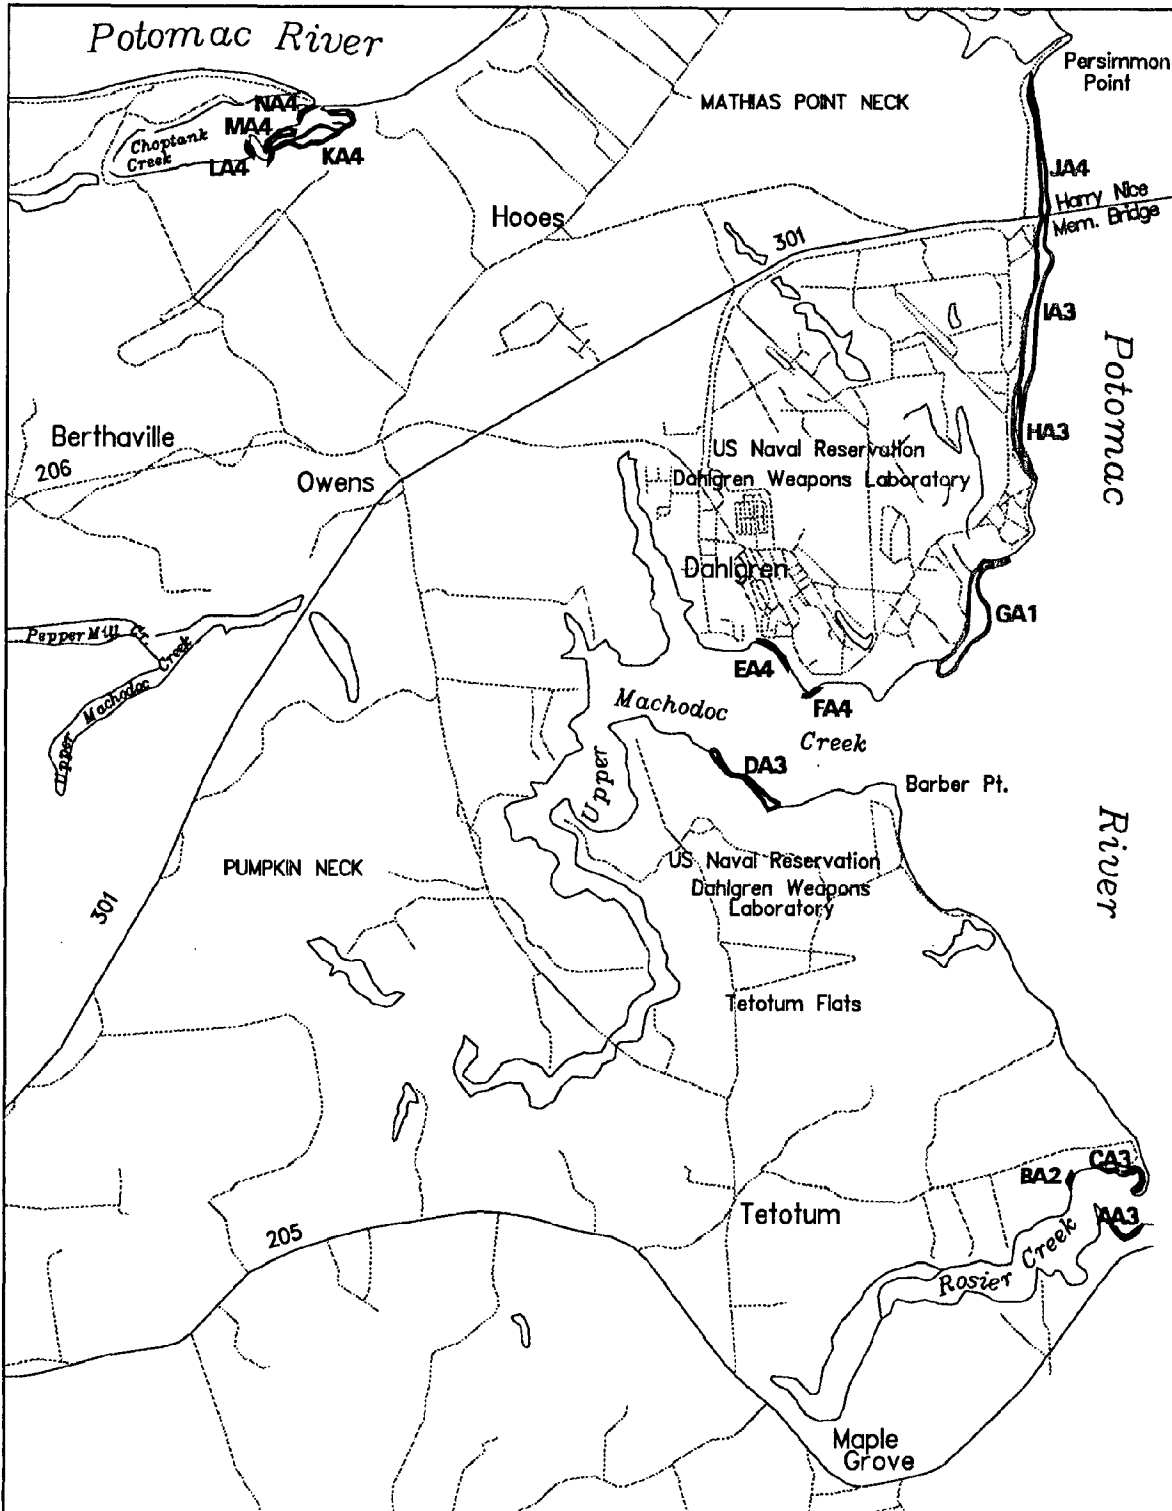 Potomac River
Persimmon
Point
MATHIAS POINT NECK
NA4
MA4
Choptank
Creek
LA4
KA4
JA4
Harry Nice
Mem. Bridge
Hooes
301
IA3
Potomac
Berthaville
206
Owens
HA3
US Naval Reservation
Dahlgren Weapons Laboratory
Dahlgren
GA1
Pepper Mill Cr
Upper Machodoc Creek
EA4
FA4
Upper Machodoc Creek
DA3
Barber Pt.
River
US Naval Reservation
Dahlgren Weapons
Laboratory
PUMPKIN NECK
301
Tetotum Flats
CA3
BA2
AA3
Tetotum
205
Rosier Creek
Maple
Grove